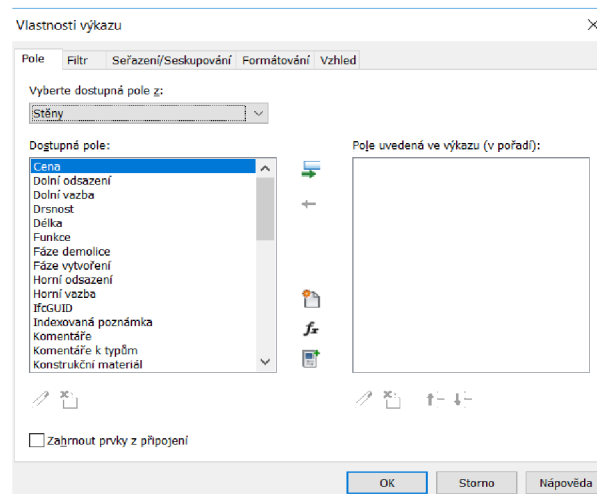 Vlastnosti výkazu
Pole Filtr Seřazení/Seskupování Formátování Vzhled
Vyberte dostupná pole z:
Stěny
Dostupná pole:
Pole uvedená ve výkazu (v pořadí):
Cena
Dolní odsazení
Dolní vazba
Drsnost
Délka
Funkce
Fáze demolice
Fáze vytvoření
Horní odsazení
Horní vazba
IfcGUID
Indexovaná poznámka
Komentáře
Komentáře k typům
Konstrukční materiál
fx
Zahrnout prvky z připojení
OK Storno Nápověda